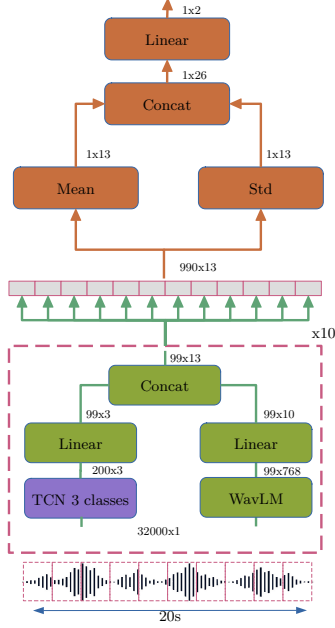 1x2
Linear
1x26
Concat
1x13 1x13
Mean Std
990x13
x10
99x13
Concat
99x3 99x10
Linear Linear
200x3 99x768
TCN 3 classes WavLM
32000x1
20s